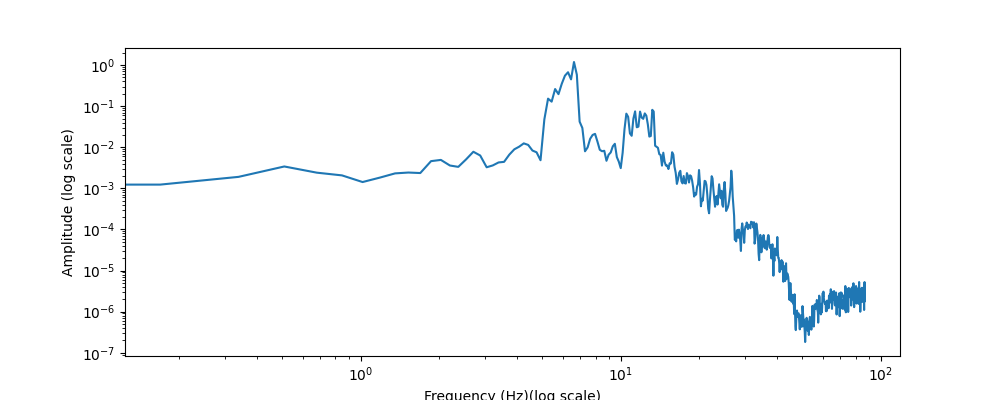 10⁰
10⁻¹
10⁻²
10⁻³
10⁻⁴
10⁻⁵
10⁻⁶
10⁻⁷
Amplitude (log scale)
10⁰ 10¹ 10²
Frequency (Hz)(log scale)